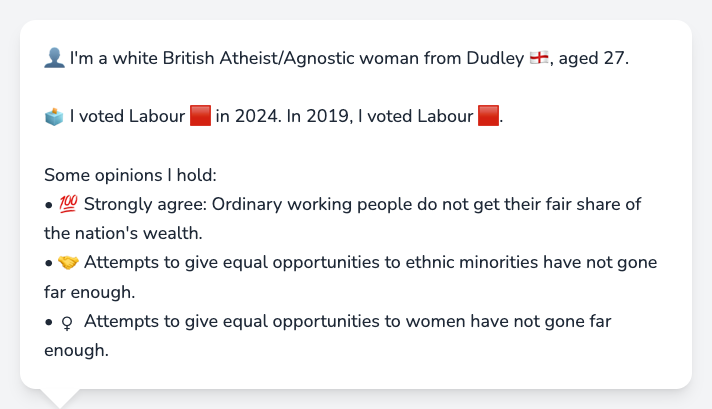 👤 I'm a white British Atheist/Agnostic woman from Dudley 🏴󠁧󠁢󠁥󠁮󠁧󠁿, aged 27.
🗳️ I voted Labour 🟥 in 2024. In 2019, I voted Labour 🟥.
Some opinions I hold:
• 💯 Strongly agree: Ordinary working people do not get their fair share of
the nation's wealth.
• 🤝 Attempts to give equal opportunities to ethnic minorities have not gone
far enough.
• ♀ Attempts to give equal opportunities to women have not gone far
enough.